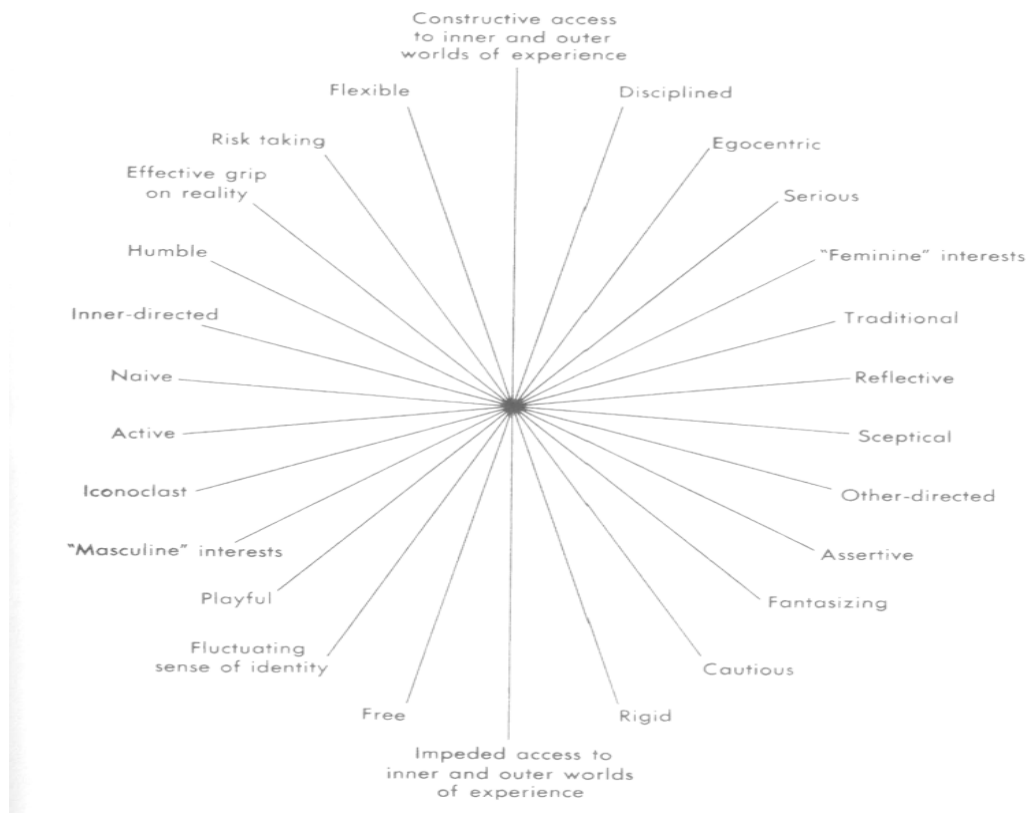 Constructive access
to inner and outer
worlds of experience
Flexible
Disciplined
Risk taking
Egocentric
Effective grip
on reality
Serious
Humble
"Feminine" interests
Inner-directed
Traditional
Naive
Reflective
Active
Sceptical
Iconoclast
Other-directed
"Masculine" interests
Assertive
Playful
Fantasizing
Fluctuating
sense of identity
Cautious
Free
Rigid
Impeded access to
inner and outer worlds
of experience